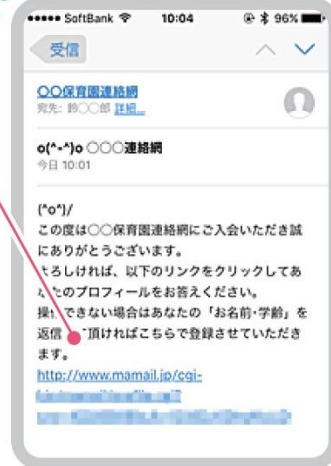 SoftBank 10:04 96%
受信
○○保育園連絡網
宛先: 鈴○○郎 詳細...
o(^-^)o ○○○連絡網
今日 10:01
(^o^)/
この度は○○保育園連絡網にご入会いただき誠
にありがとうござい ます。
よろしければ、以下のリンクをクリックしてあ
たのプロフィールをお答えください。
操 できない場合はあなたの「お名前・学齢」を
返信 頂ければこちらで登録させていただき
ます。
http://www.mamail.jp/cgi-